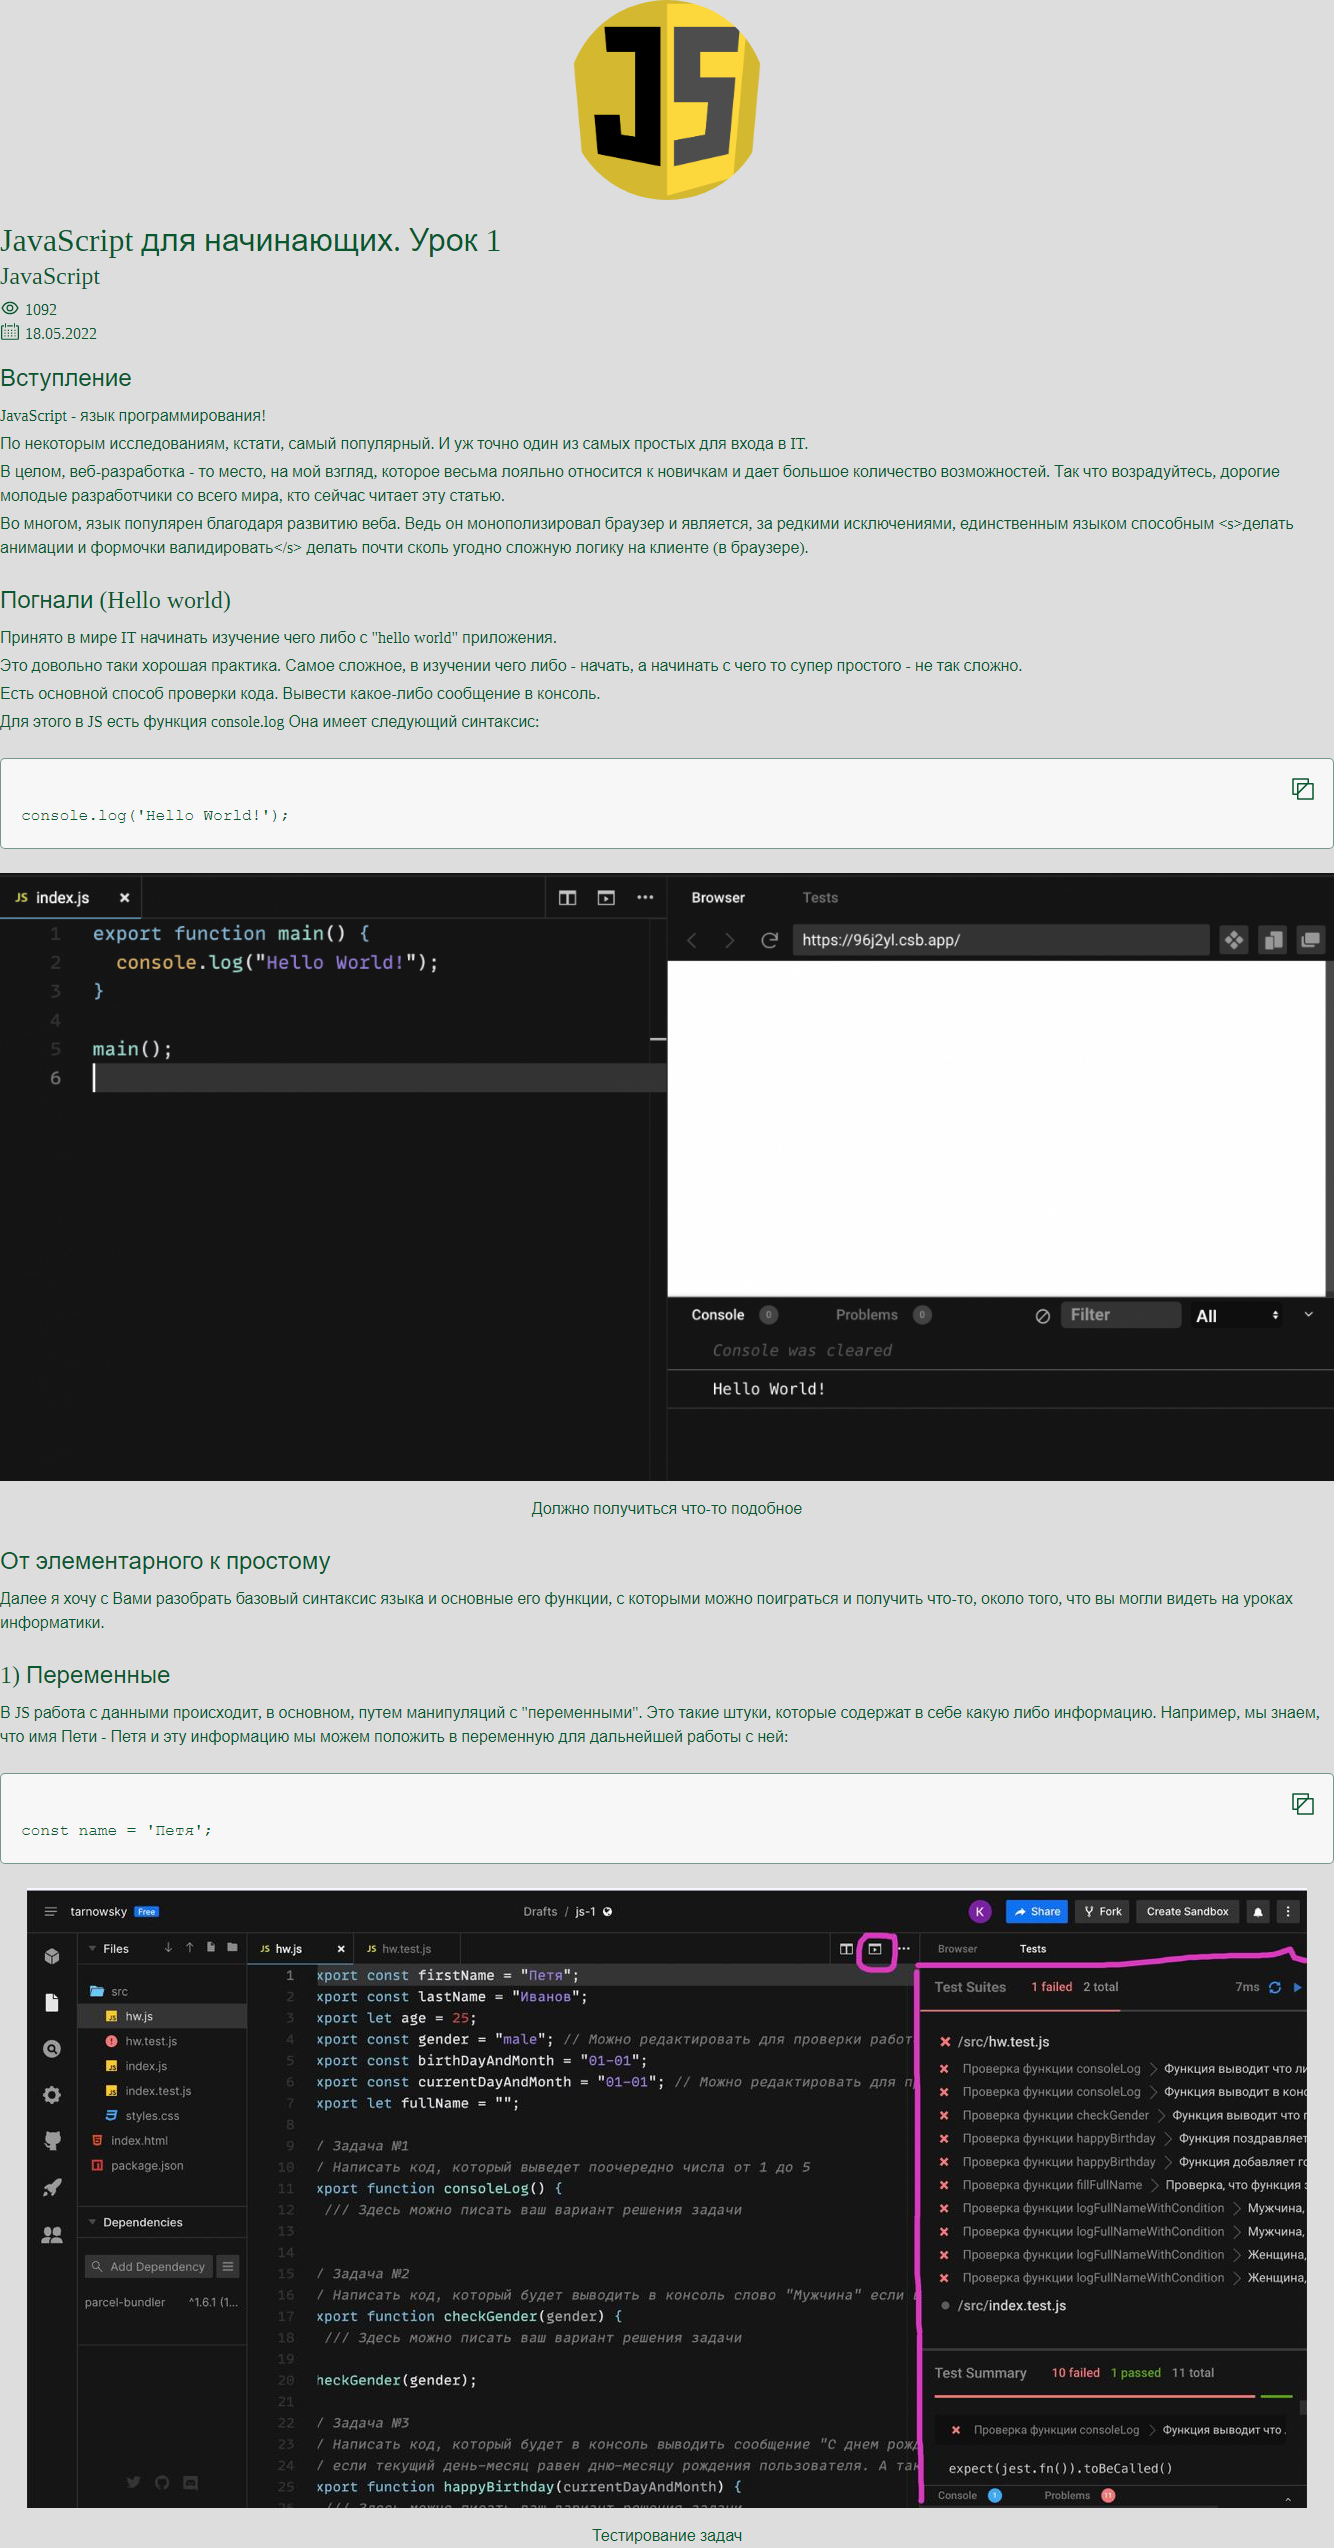 JS
JavaScript для начинающих. Урок 1
JavaScript
1092
18.05.2022
Вступление
JavaScript - язык программирования!
По некоторым исследованиям, кстати, самый популярный. И уж точно один из самых простых для входа в IT.
В целом, веб-разработка - то место, на мой взгляд, которое весьма лояльно относится к новичкам и дает большое количество возможностей. Так что возрадуйтесь, дорогие
молодые разработчики со всего мира, кто сейчас читает эту статью.
Во многом, язык популярен благодаря развитию веба. Ведь он монополизировал браузер и является, за редкими исключениями, единственным языком способным <s>делать
анимации и формочки валидировать</s> делать почти сколь угодно сложную логику на клиенте (в браузере).
Погнали (Hello world)
Принято в мире IT начинать изучение чего либо с "hello world" приложения.
Это довольно таки хорошая практика. Самое сложное, в изучении чего либо - начать, а начинать с чего то супер простого - не так сложно.
Есть основной способ проверки кода. Вывести какое-либо сообщение в консоль.
Для этого в JS есть функция console.log Она имеет следующий синтаксис:
console.log('Hello World!');
JS index.js
1 export function main() {
2 console.log("Hello World!");
3 }
4
5 main();
6
Browser Tests
https://96j2yl.csb.app/
Console 0 Problems 0 Filter All
Console was cleared
Hello World!
Должно получиться что-то подобное
От элементарного к простому
Далее я хочу с Вами разобрать базовый синтаксис языка и основные его функции, с которыми можно поиграться и получить что-то, около того, что вы могли видеть на уроках
информатики.
1) Переменные
В JS работа с данными происходит, в основном, путем манипуляций с "переменными". Это такие штуки, которые содержат в себе какую либо информацию. Например, мы знаем,
что имя Пети - Петя и эту информацию мы можем положить в переменную для дальнейшей работы с ней:
const name = 'Петя';
tarnowsky Free Drafts / js-1 K Share Fork Create Sandbox
Files
src
hw.js
hw.test.js
index.js
index.test.js
styles.css
index.html
package.json
Dependencies
Add Dependency
parcel-bundler ^1.6.1 (1...
JS hw.js JS hw.test.js
1 xport const firstName = "Петя";
2 xport const lastName = "Иванов";
3 xport let age = 25;
4 xport const gender = "male"; // Можно редактировать для проверки работ
5 xport const birthDayAndMonth = "01-01";
6 xport const currentDayAndMonth = "01-01"; // Можно редактировать для п
7 xport let fullName = "";
8
9 / Задача №1
10 / Написать код, который выведет поочередно числа от 1 до 5
11 xport function consoleLog() {
12 /// Здесь можно писать ваш вариант решения задачи
13
14
15 / Задача №2
16 / Написать код, который будет выводить в консоль слово "Мужчина" если
17 xport function checkGender(gender) {
18 /// Здесь можно писать ваш вариант решения задачи
19
20 heckGender(gender);
21
22 / Задача №3
23 / Написать код, который будет в консоль выводить сообщение "С днем рожд
24 / если текущий день-месяц равен дню-месяцу рождения пользователя. А так
25 xport function happyBirthday(currentDayAndMonth) {
/// Здесь можно писать ваш вариант решения задачи
Browser Tests
Test Suites 1 failed 2 total 7ms
/src/hw.test.js
Проверка функции consoleLog > Функция выводит что ли
Проверка функции consoleLog > Функция выводит в конс
Проверка функции checkGender > Функция выводит что г
Проверка функции happyBirthday > Функция поздравляет
Проверка функции happyBirthday > Функция добавляет го
Проверка функции fillFullName > Проверка, что функция з
Проверка функции logFullNameWithCondition > Мужчина,
Проверка функции logFullNameWithCondition > Мужчина,
Проверка функции logFullNameWithCondition > Женщина,
Проверка функции logFullNameWithCondition > Женщина,
/src/index.test.js
Test Summary 10 failed 1 passed 11 total
Проверка функции consoleLog > Функция выводит что .
expect(jest.fn()).toBeCalled()
Console 1 Problems 11
Тестирование задач